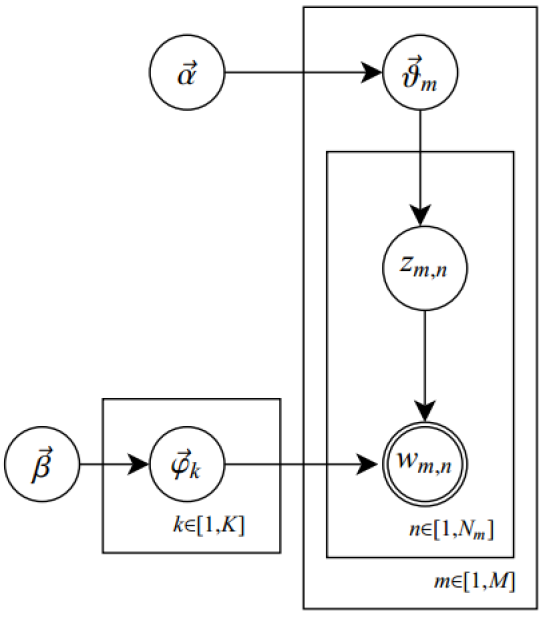 α⃗
ϑ⃗ₘ
zₘ,ₙ
β⃗
φ⃗ₖ
wₘ,ₙ
k∈[1,K]
n∈[1,Nₘ]
m∈[1,M]